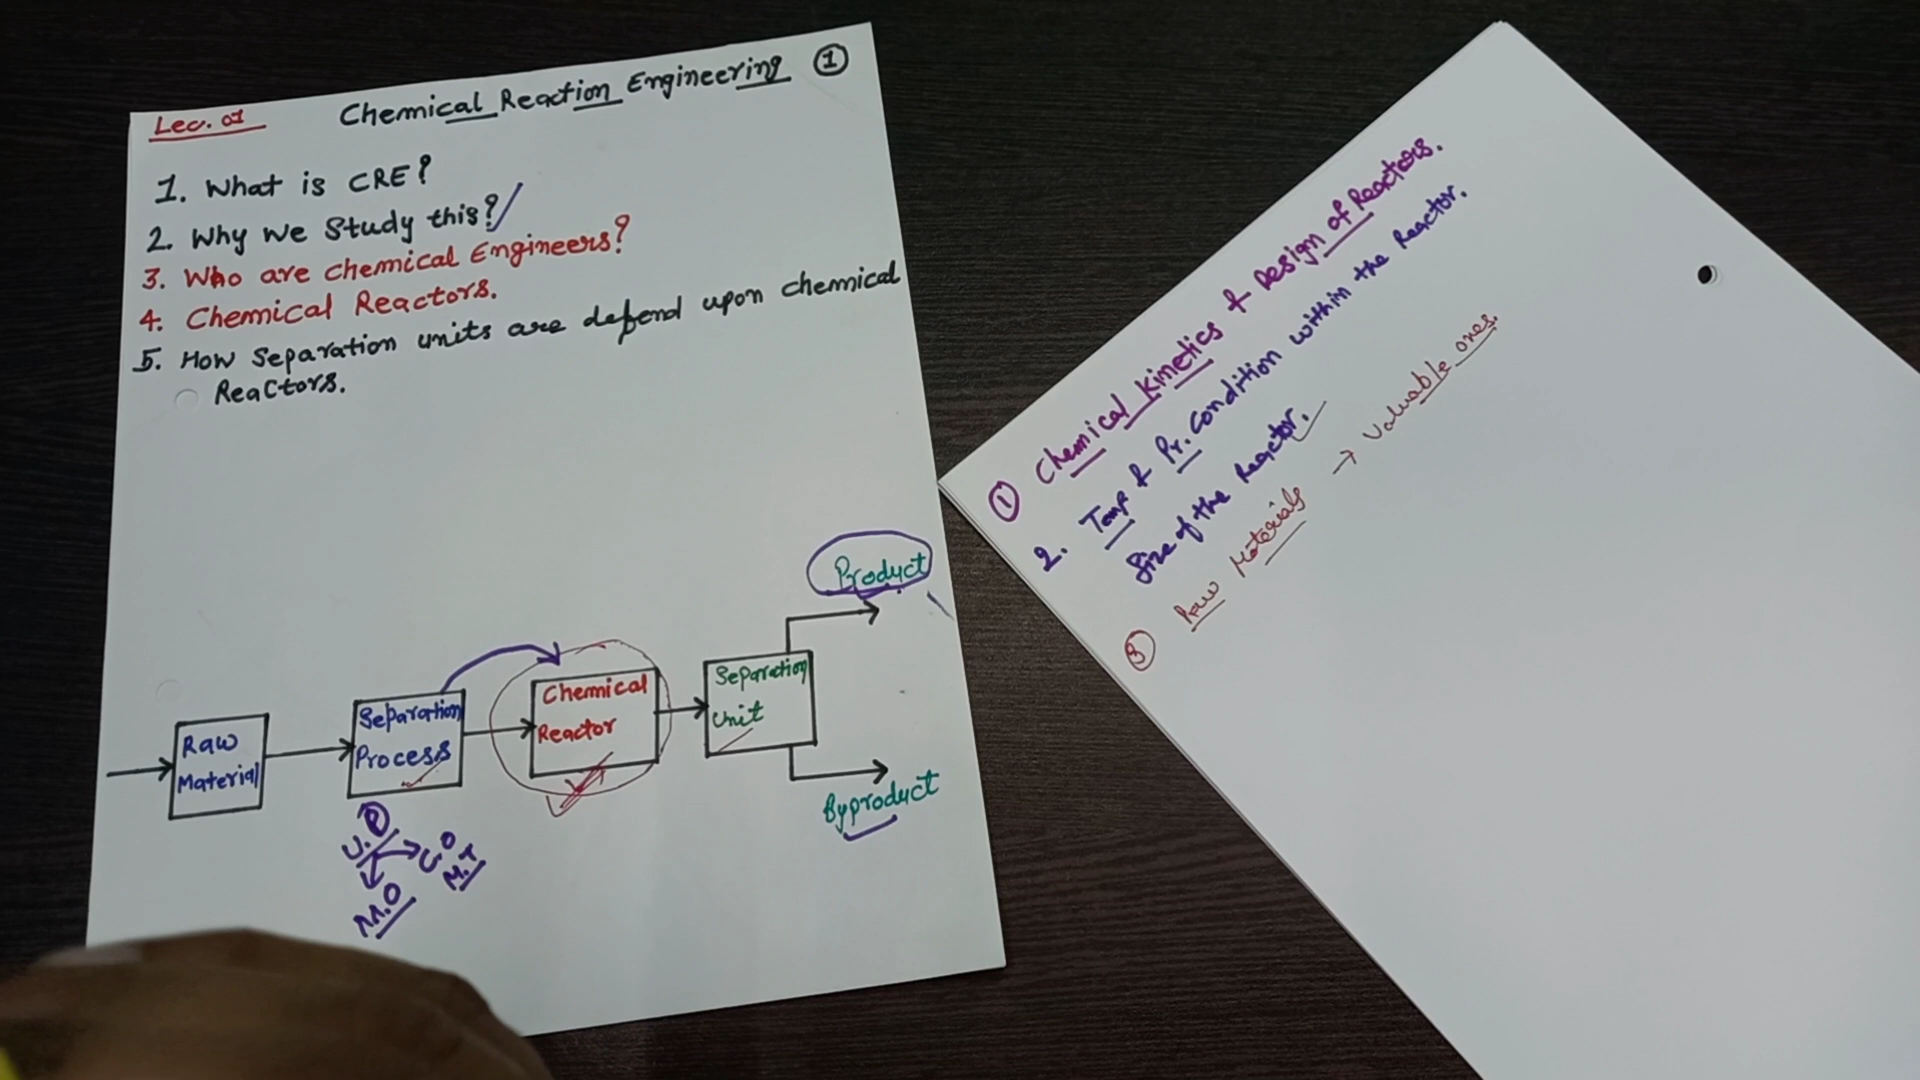 Lec. 01
Chemical Reaction Engineering ①
1. What is CRE?
2. Why We Study this?
3. Who are chemical Engineers?
4. Chemical Reactors.
5. How Separation units are depend upon chemical
Reactors.
Raw
Material
Separation
Process
Chemical
Reactor
Separation
Unit
Product
Byproduct
U.O
M.T
M.O
① Chemical Kinetics & Design of Reactors.
2. Temp & Pr. Condition within the Reactor.
Size of the Reactor.
③ Raw Materials → Valuable ones.